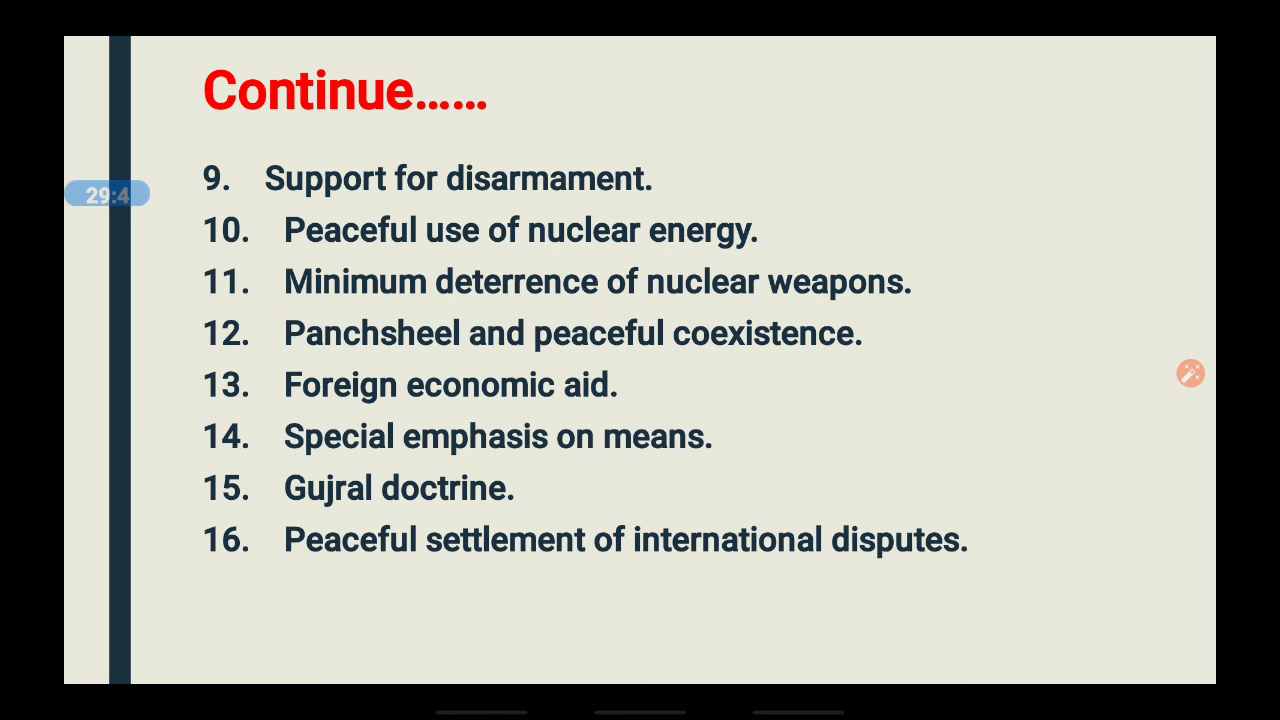 Continue......
9. Support for disarmament.
29:4
10. Peaceful use of nuclear energy.
11. Minimum deterrence of nuclear weapons.
12. Panchsheel and peaceful coexistence.
13. Foreign economic aid.
14. Special emphasis on means.
15. Gujral doctrine.
16. Peaceful settlement of international disputes.